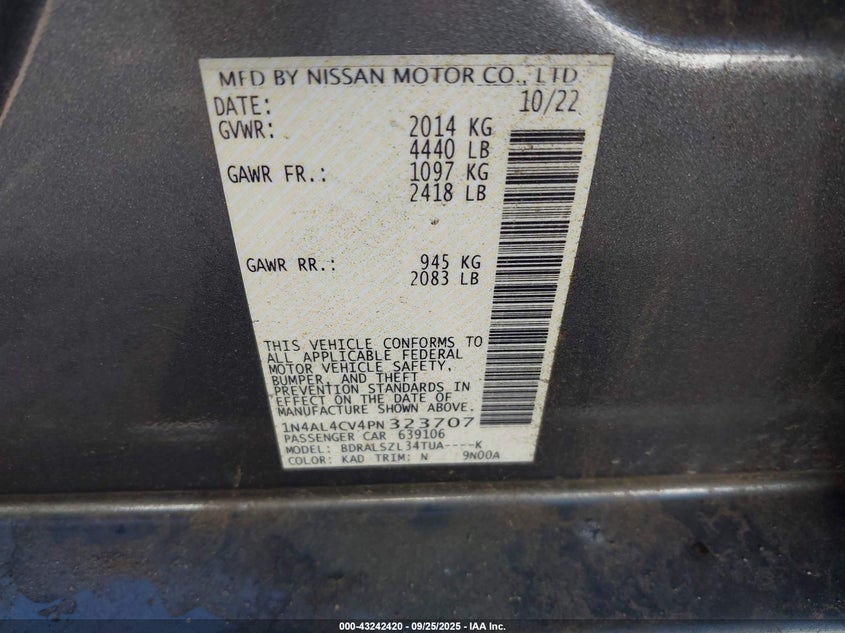 MFD BY NISSAN MOTOR CO., LTD
DATE: 10/22
GVWR: 2014 KG
4440 LB
GAWR FR.: 1097 KG
2418 LB
GAWR RR.: 945 KG
2083 LB
THIS VEHICLE CONFORMS TO
ALL APPLICABLE FEDERAL
MOTOR VEHICLE SAFETY,
BUMPER, AND THEFT
PREVENTION STANDARDS IN
EFFECT ON THE DATE OF
MANUFACTURE SHOWN ABOVE.
1N4AL4CV4PN323707
PASSENGER CAR 639106
MODEL: BDRALSZL34TUA----K
COLOR: KAD TRIM: N 9N00A
000-43242420 - 09/25/2025 - IAA Inc.